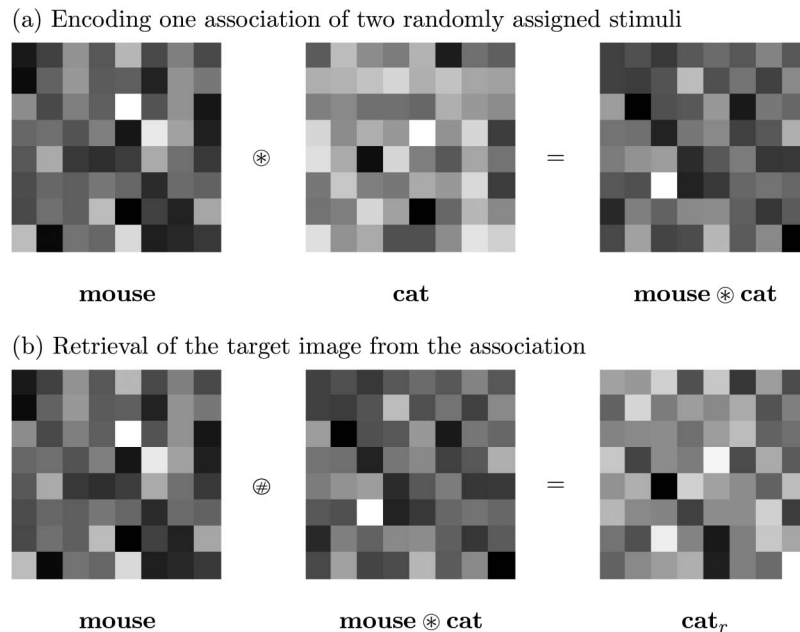 (a) Encoding one association of two randomly assigned stimuli
⊛ =
mouse cat mouse ⊛ cat
(b) Retrieval of the target image from the association
⌗ =
mouse mouse ⊛ cat catᵣ